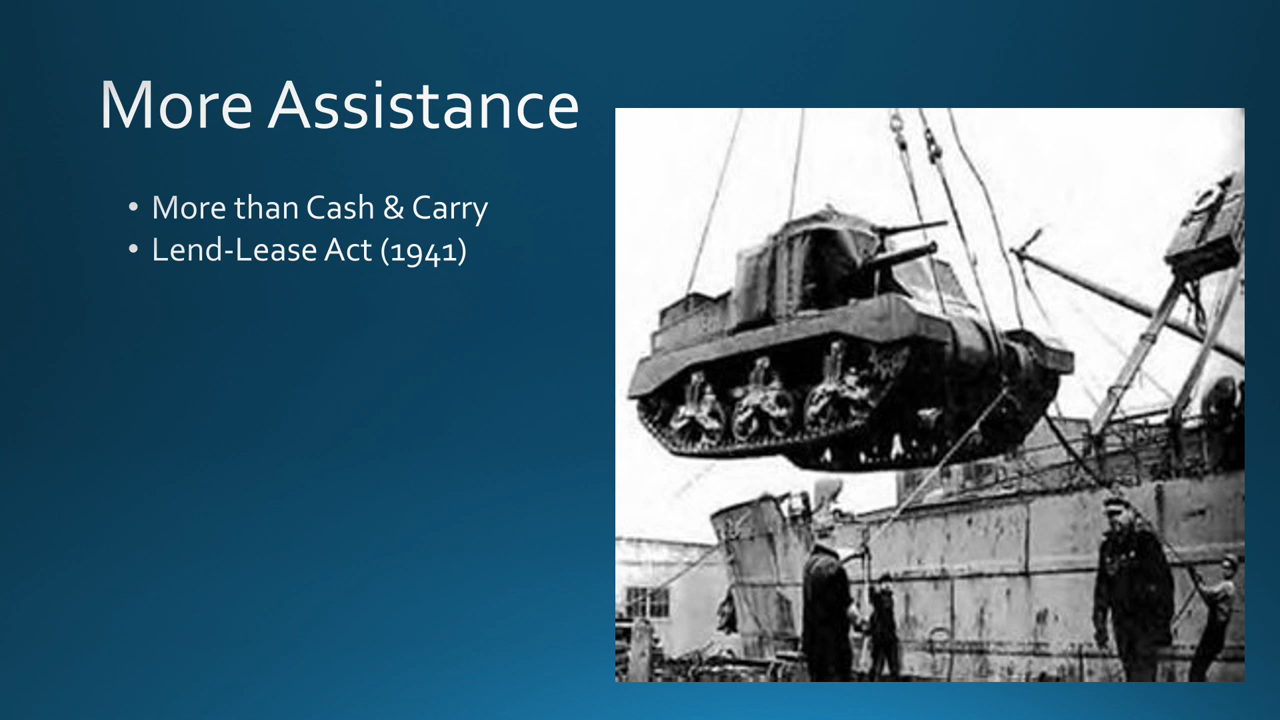 More Assistance
• More than Cash & Carry
• Lend-Lease Act (1941)